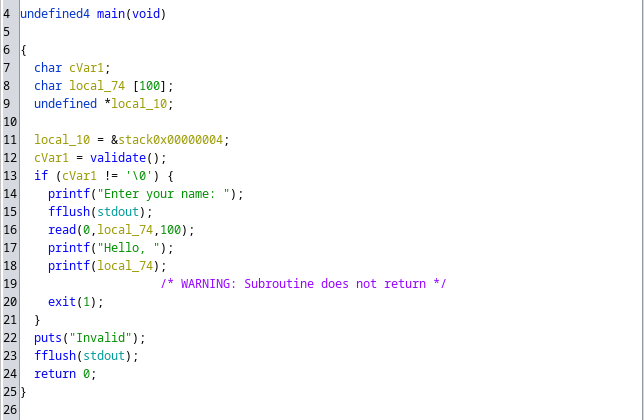 4 undefined4 main(void)
5
6 {
7 char cVar1;
8 char local_74 [100];
9 undefined *local_10;
10
11 local_10 = &stack0x00000004;
12 cVar1 = validate();
13 if (cVar1 != '\0') {
14 printf("Enter your name: ");
15 fflush(stdout);
16 read(0,local_74,100);
17 printf("Hello, ");
18 printf(local_74);
19 /* WARNING: Subroutine does not return */
20 exit(1);
21 }
22 puts("Invalid");
23 fflush(stdout);
24 return 0;
25 }
26